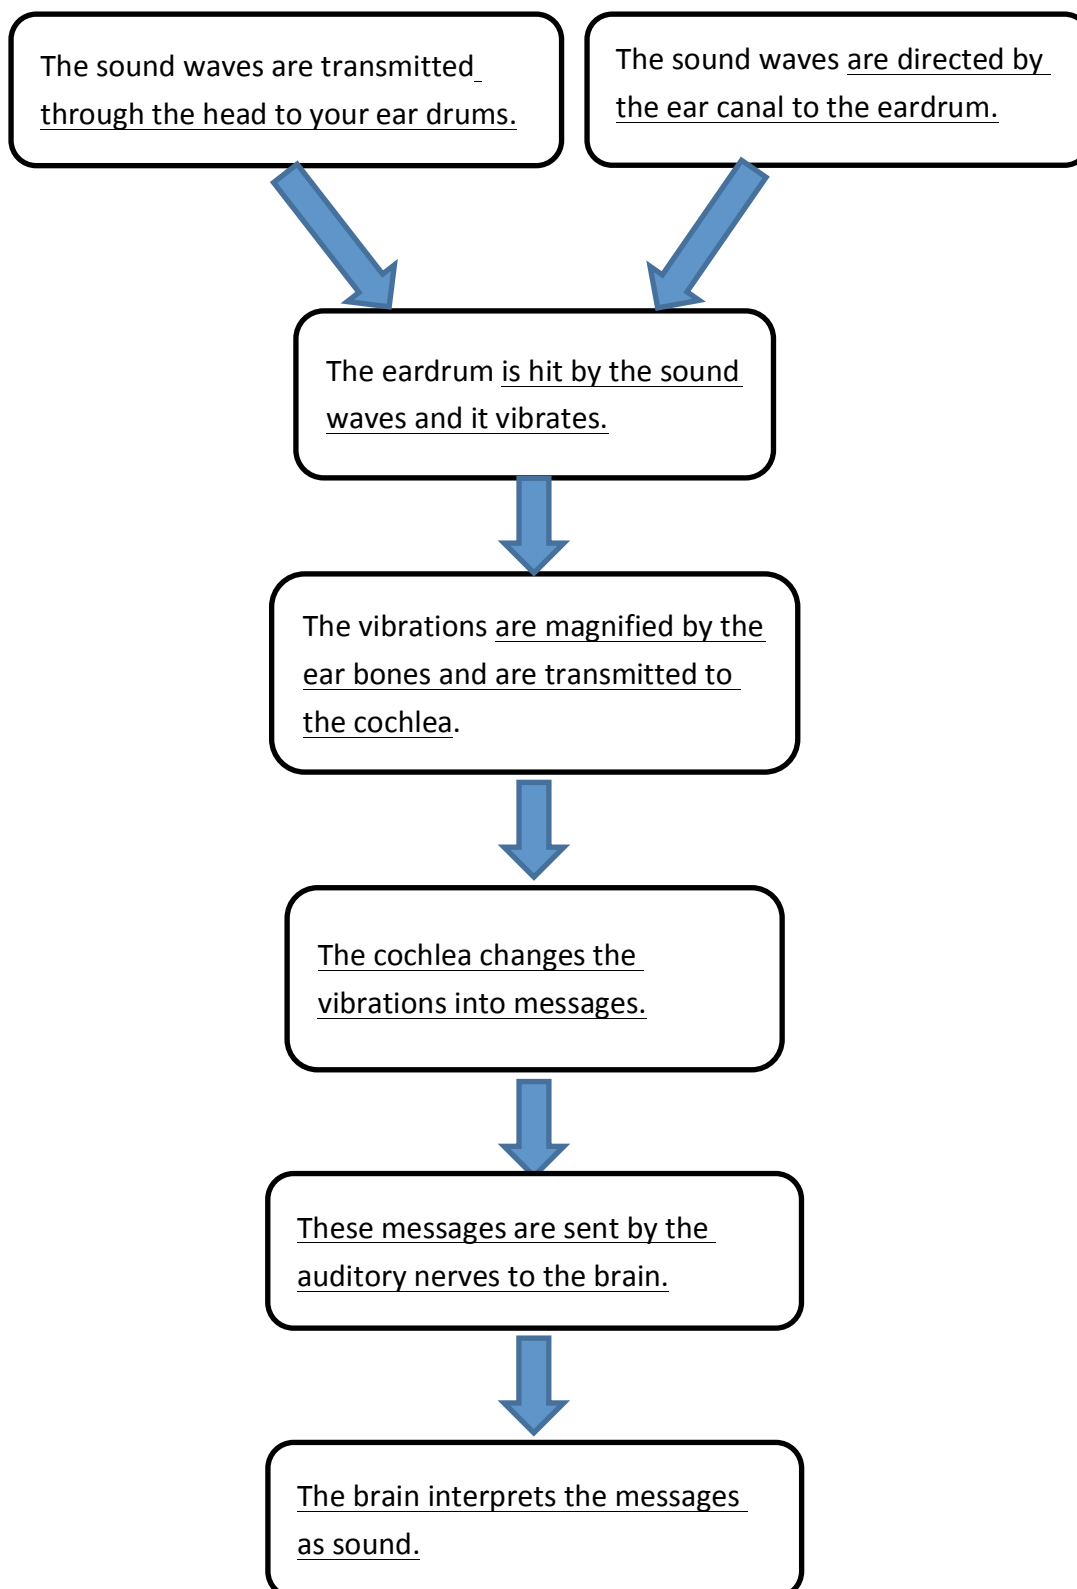 The sound waves are transmitted
through the head to your ear drums.
The sound waves are directed by
the ear canal to the eardrum.
The eardrum is hit by the sound
waves and it vibrates.
The vibrations are magnified by the
ear bones and are transmitted to
the cochlea.
The cochlea changes the
vibrations into messages.
These messages are sent by the
auditory nerves to the brain.
The brain interprets the messages
as sound.